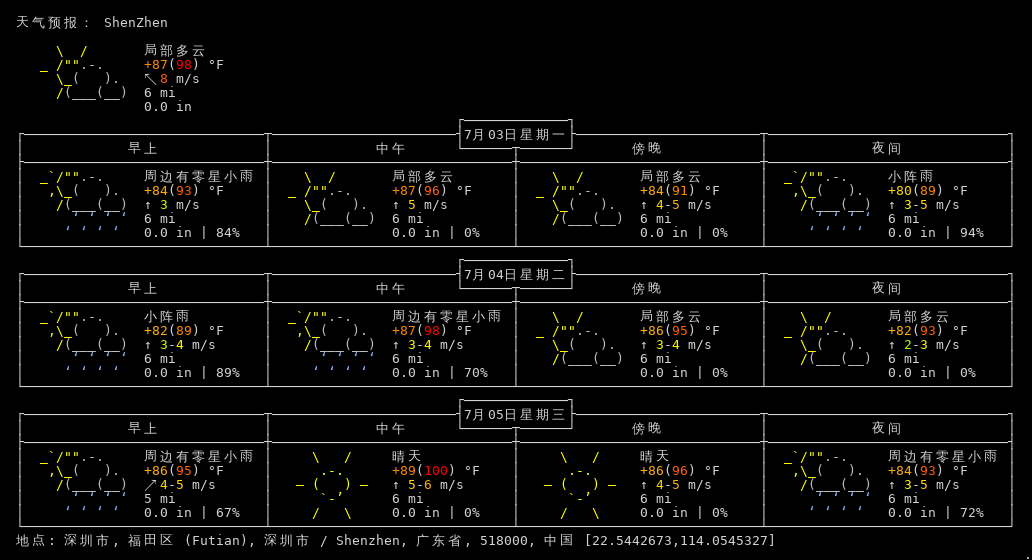 天气预报： ShenZhen
局部多云
+87(98) °F
↖8 m/s
6 mi
0.0 in
7月03日星期一
早上 中午 傍晚 夜间
周边有零星小雨 局部多云 局部多云 小阵雨
+84(93) °F +87(96) °F +84(91) °F +80(89) °F
↑ 3 m/s ↑ 5 m/s ↑ 4-5 m/s ↑ 3-5 m/s
6 mi 6 mi 6 mi 6 mi
0.0 in | 84% 0.0 in | 0% 0.0 in | 0% 0.0 in | 94%
7月04日星期二
早上 中午 傍晚 夜间
小阵雨 周边有零星小雨 局部多云 局部多云
+82(89) °F +87(98) °F +86(95) °F +82(93) °F
↑ 3-4 m/s ↑ 3-4 m/s ↑ 3-4 m/s ↑ 2-3 m/s
6 mi 6 mi 6 mi 6 mi
0.0 in | 89% 0.0 in | 70% 0.0 in | 0% 0.0 in | 0%
7月05日星期三
早上 中午 傍晚 夜间
周边有零星小雨 晴天 晴天 周边有零星小雨
+86(95) °F +89(100) °F +86(96) °F +84(93) °F
↗4-5 m/s ↑ 5-6 m/s ↑ 4-5 m/s ↑ 3-5 m/s
5 mi 6 mi 6 mi 6 mi
0.0 in | 67% 0.0 in | 0% 0.0 in | 0% 0.0 in | 72%
地点: 深圳市, 福田区 (Futian), 深圳市 / Shenzhen, 广东省, 518000, 中国 [22.5442673,114.0545327]